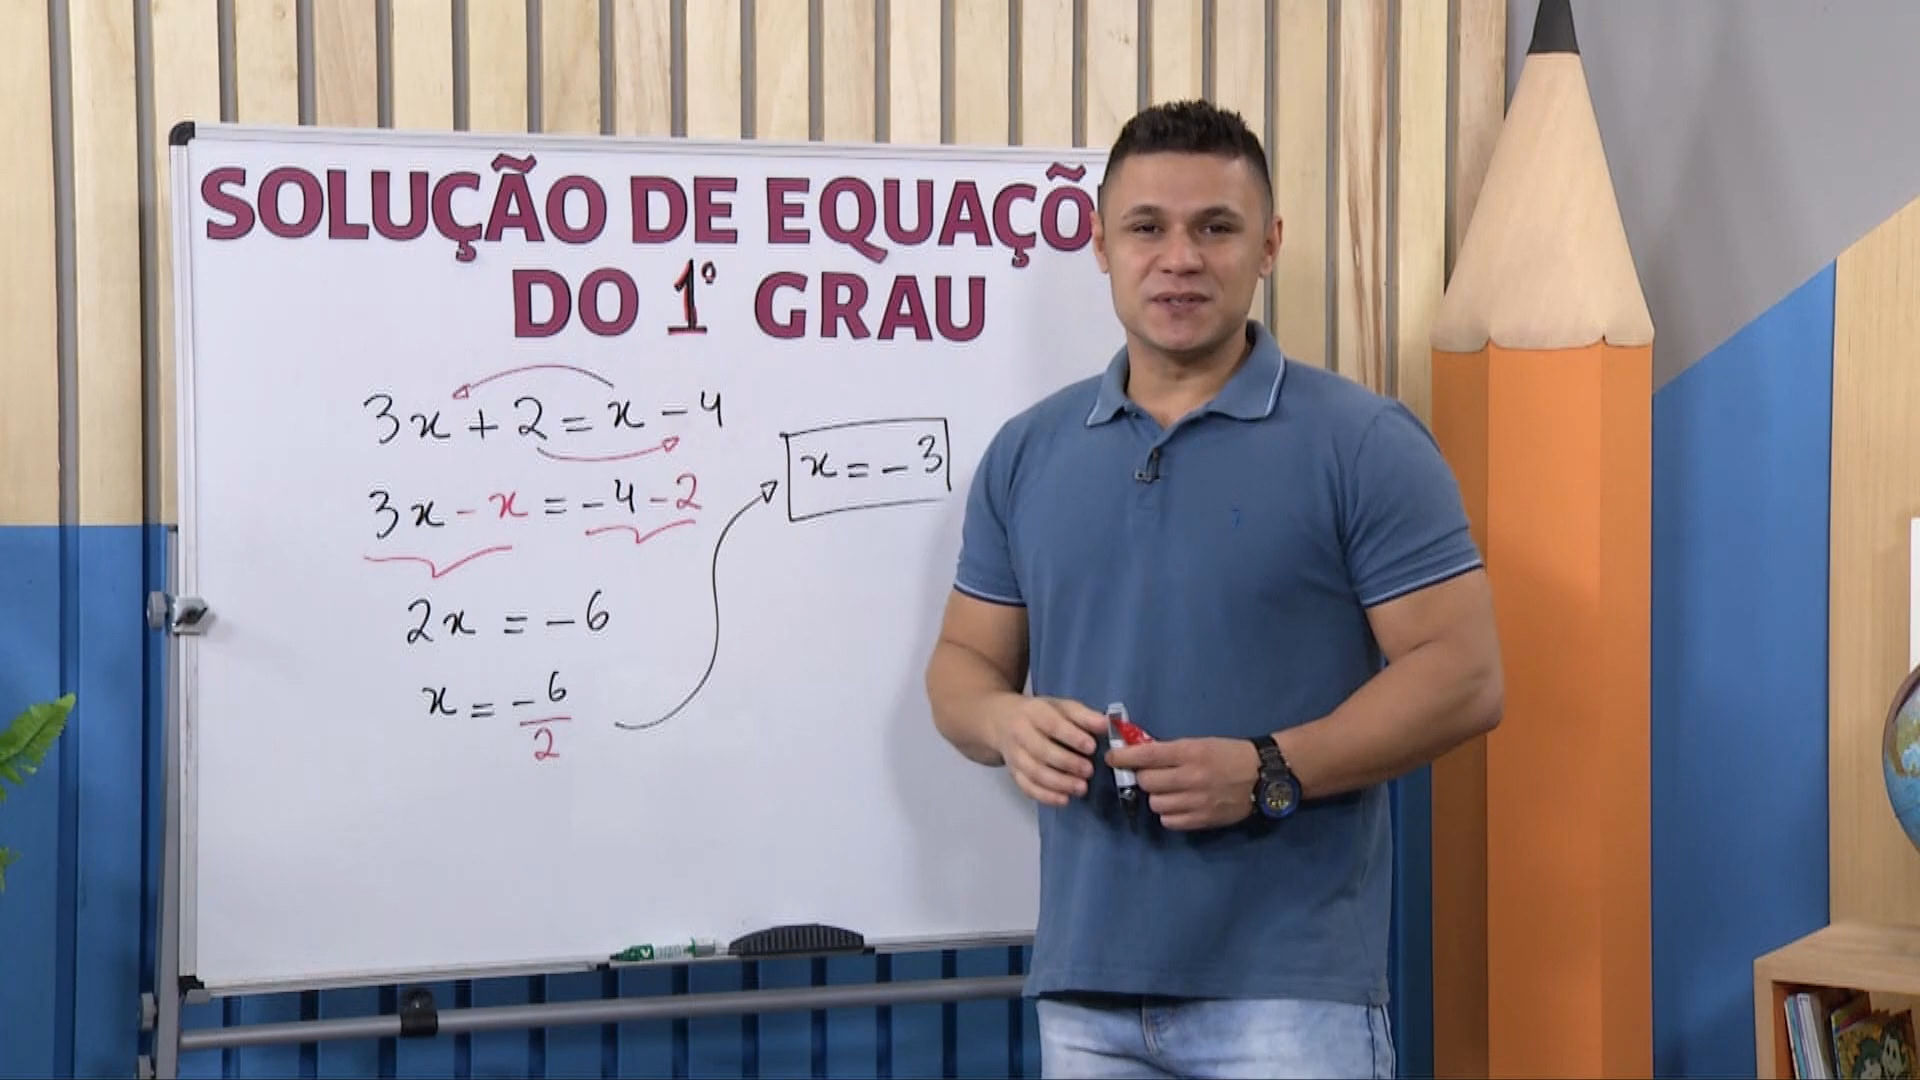 SOLUÇÃO DE EQUAÇÕ
DO 1º GRAU
3x + 2 = x - 4
3x - x = -4 - 2
2x = -6
x = -6/2
x = -3